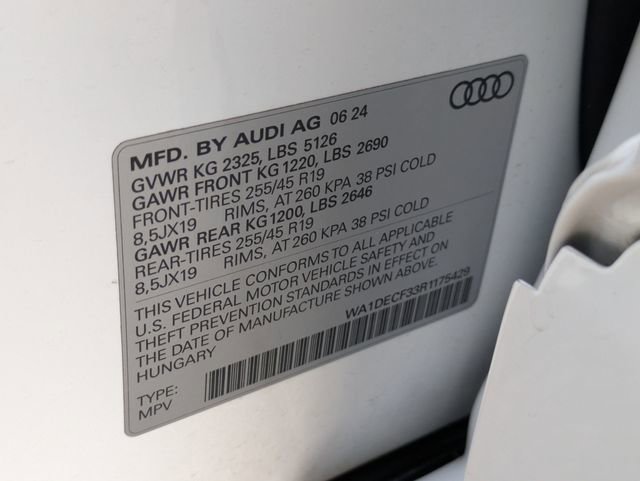 MFD. BY AUDI AG 06 24
GVWR KG 2325, LBS 5126
GAWR FRONT KG 1220, LBS 2690
FRONT-TIRES 255/45 R19
8,5JX19 RIMS, AT 260 KPA 38 PSI COLD
GAWR REAR KG 1200, LBS 2646
REAR-TIRES 255/45 R19
8,5JX19 RIMS, AT 260 KPA 38 PSI COLD
THIS VEHICLE CONFORMS TO ALL APPLICABLE
U.S. FEDERAL MOTOR VEHICLE SAFETY AND
THEFT PREVENTION STANDARDS IN EFFECT ON
THE DATE OF MANUFACTURE SHOWN ABOVE.
HUNGARY
WA1DECF33R1175429
TYPE:
MPV